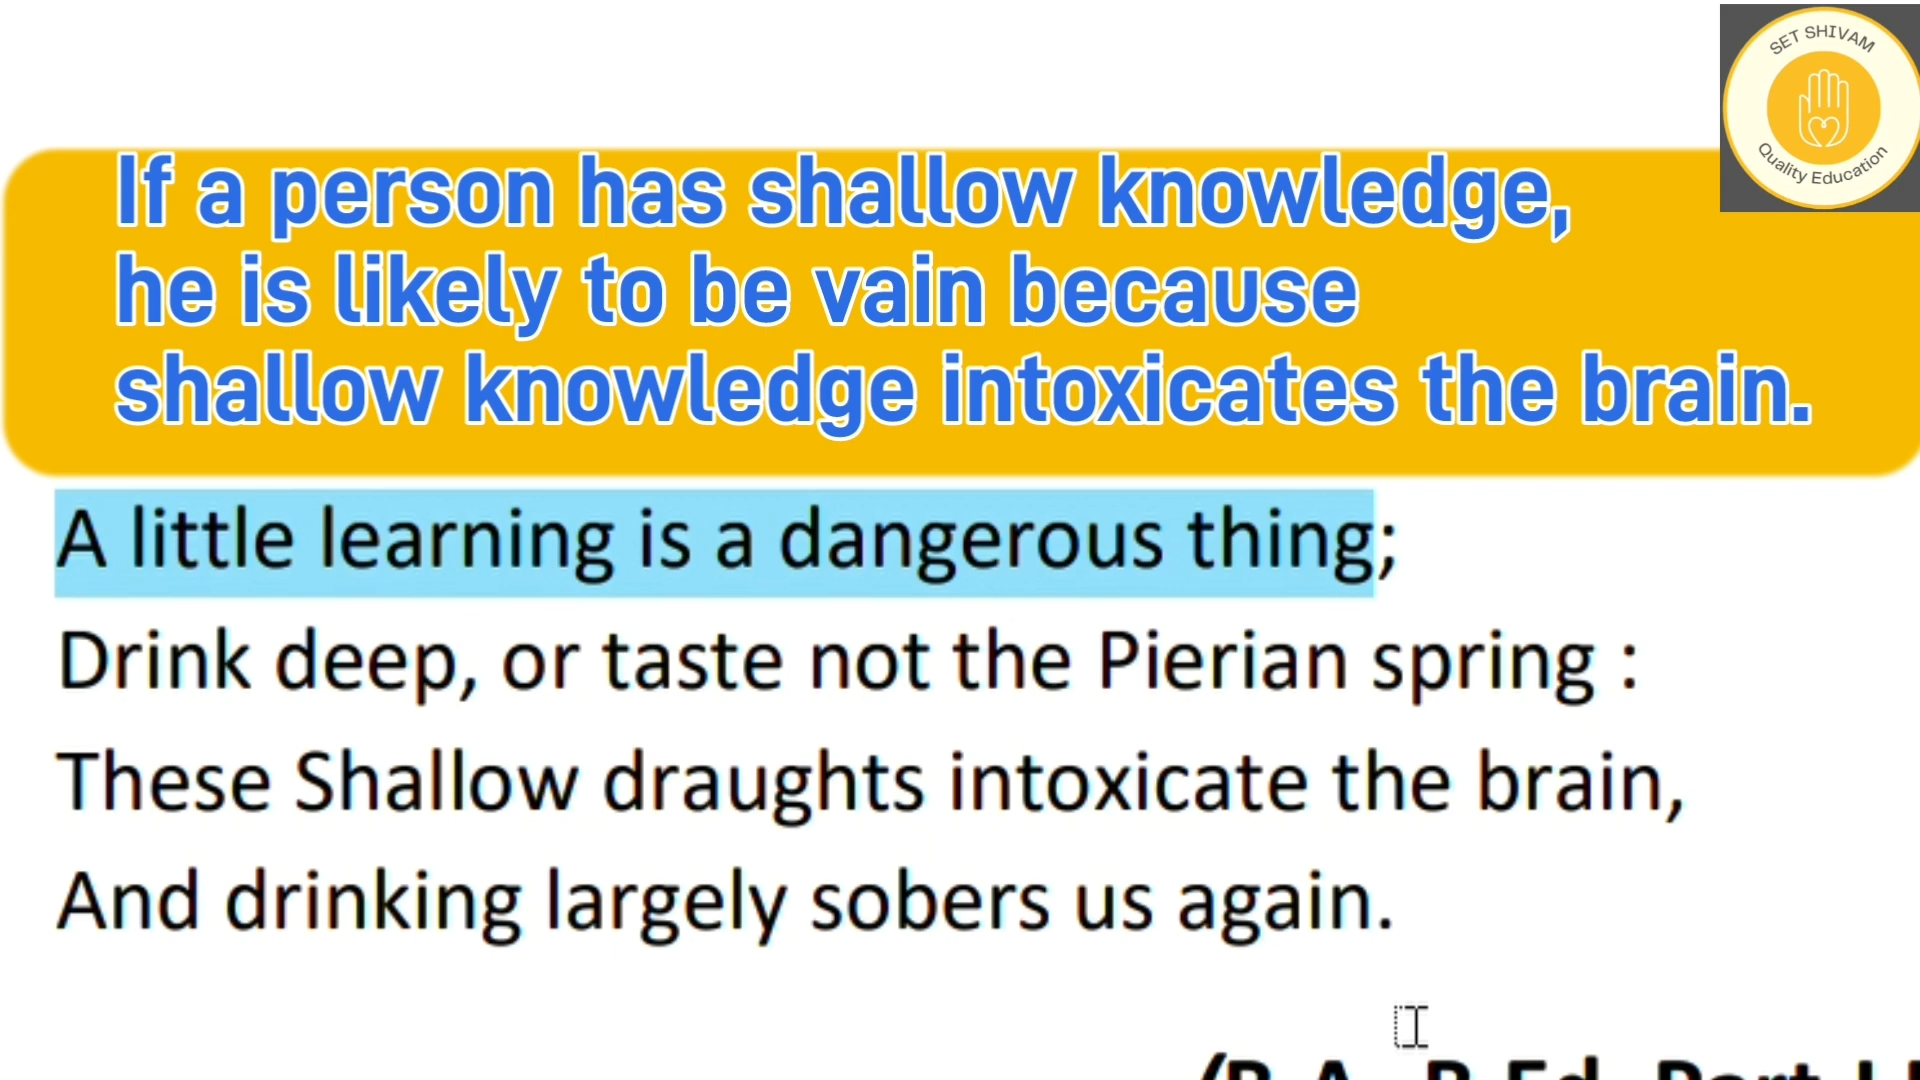 SET SHIVAM
Quality Education
If a person has shallow knowledge,
he is likely to be vain because
shallow knowledge intoxicates the brain.
A little learning is a dangerous thing;
Drink deep, or taste not the Pierian spring :
These Shallow draughts intoxicate the brain,
And drinking largely sobers us again.